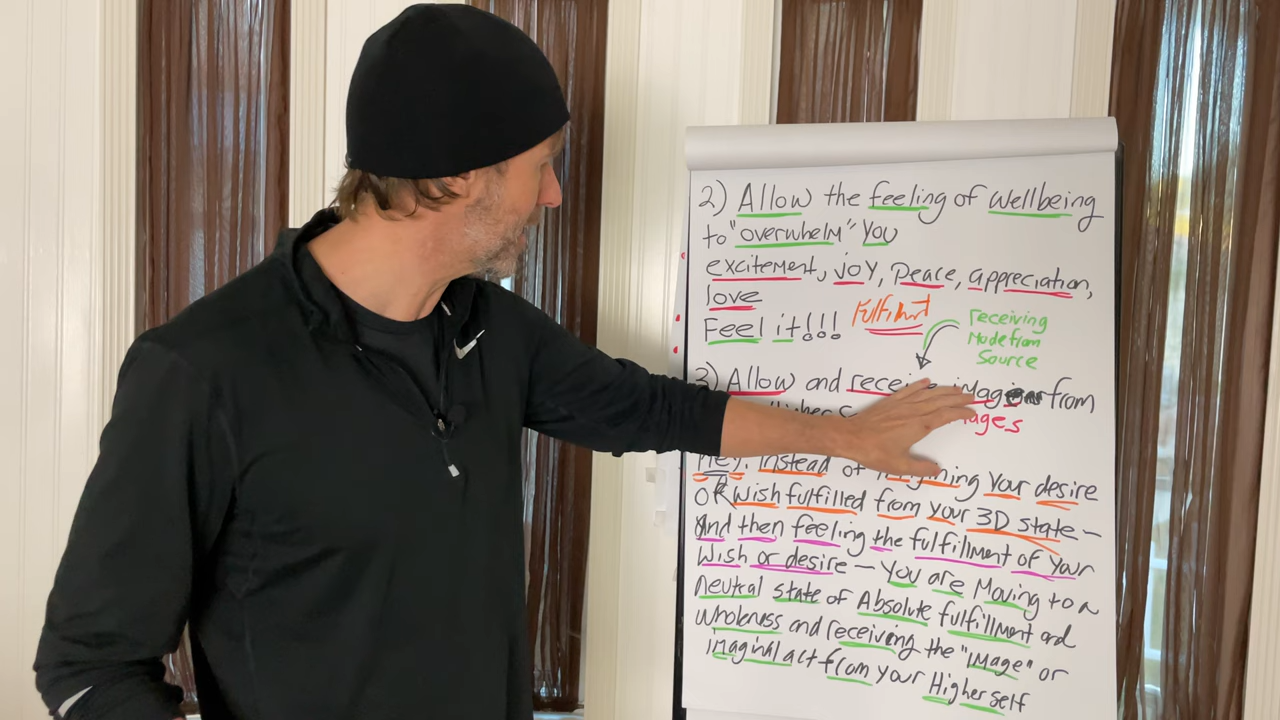 2) Allow the feeling of wellbeing
to "overwhelm" you
excitement, joy, peace, appreciation,
love
Feel it!!! Fulfillment
receiving
Mode from
Source
3) Allow and receive from
Higher
Key: Instead of your desire
OR wish fulfilled from your 3D state –
And then feeling the fulfillment of your
wish or desire – you are moving to a
neutral state of Absolute fulfillment and
wholeness and receiving the "image" or
imaginal act from your Higher self